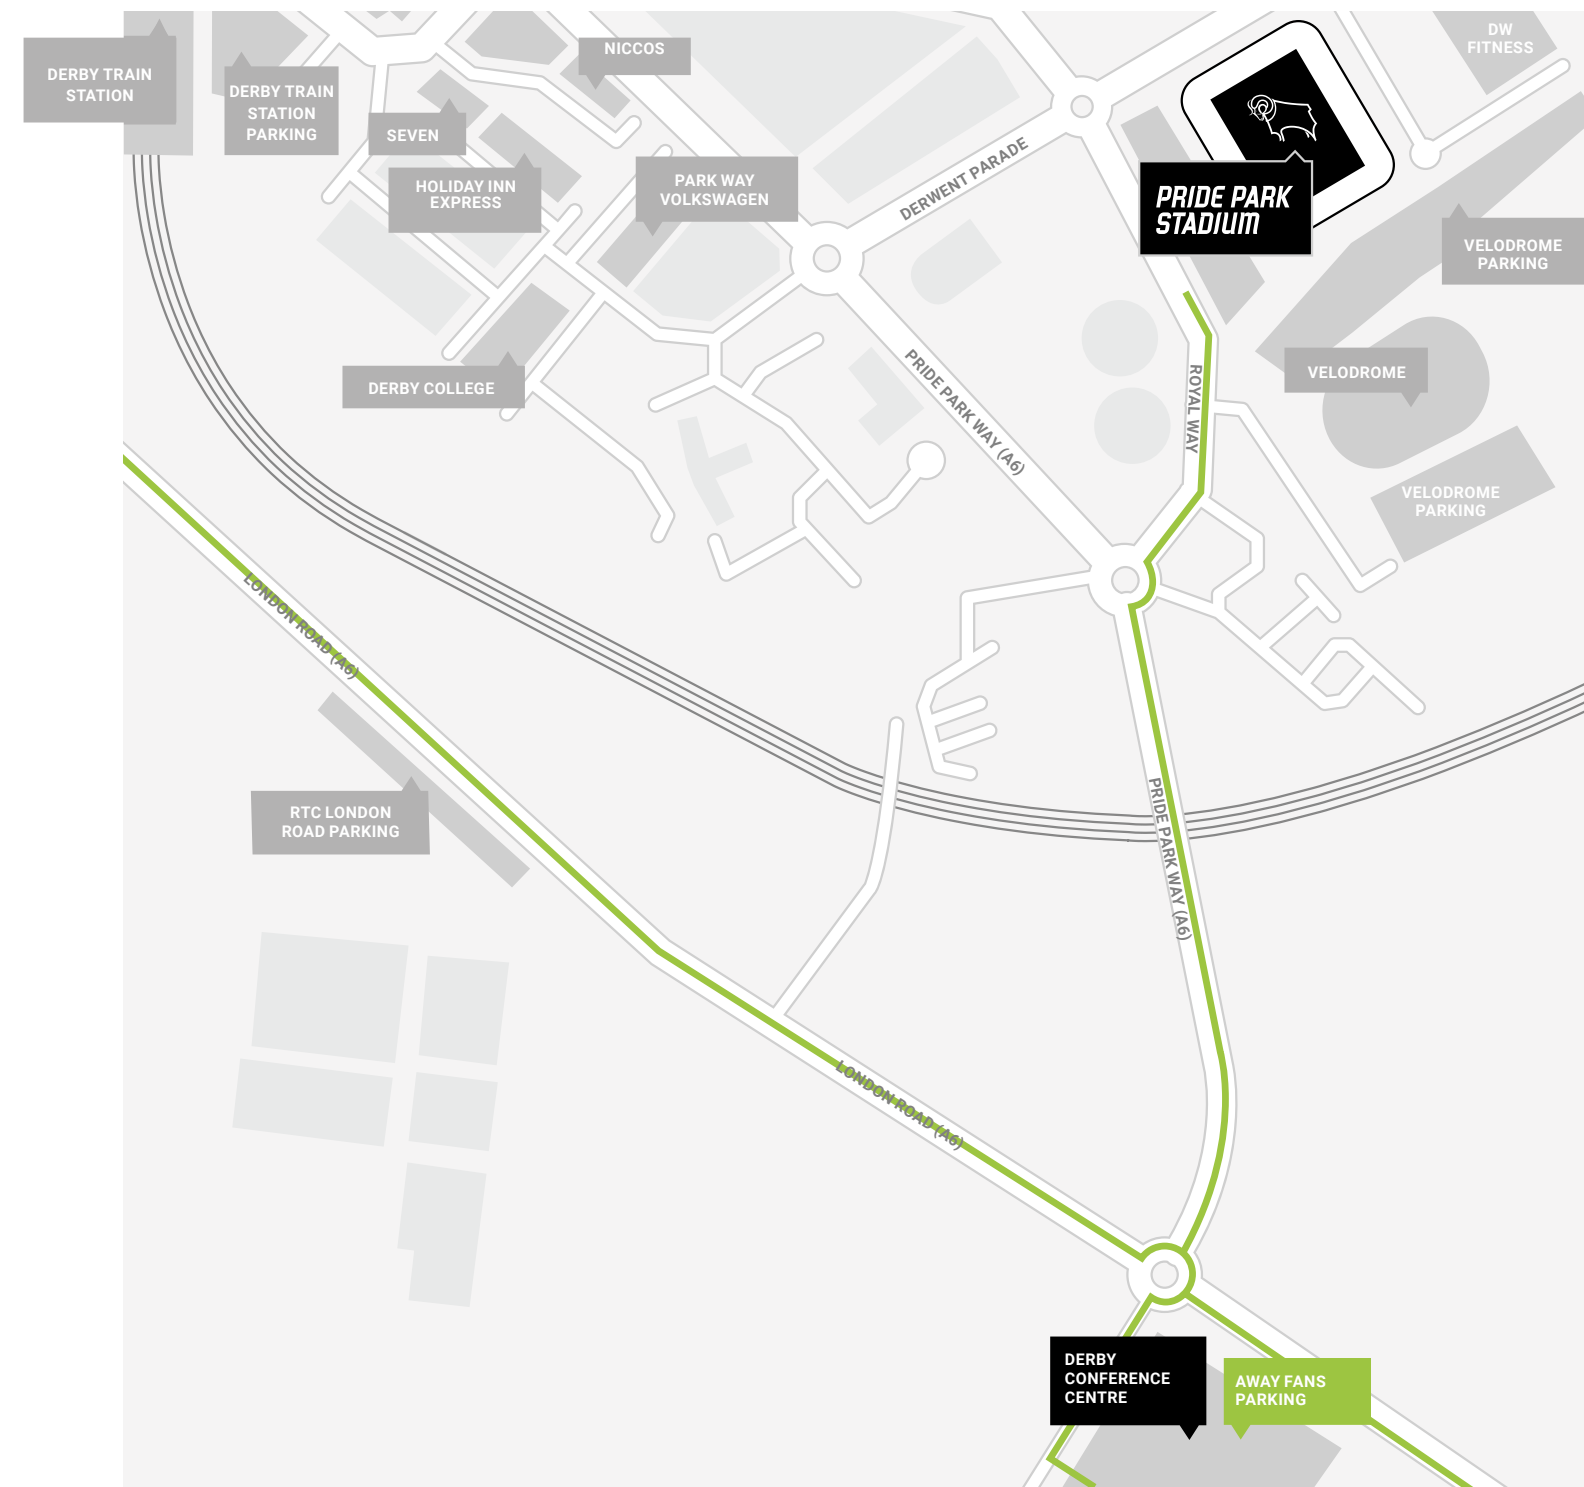 DW
FITNESS
NICCOS
DERBY TRAIN
STATION
DERBY TRAIN
STATION
PARKING
SEVEN
HOLIDAY INN
EXPRESS
PARK WAY
VOLKSWAGEN
DERWENT PARADE
PRIDE PARK
STADIUM
VELODROME
PARKING
DERBY COLLEGE
PRIDE PARK WAY (A6)
ROYAL WAY
VELODROME
VELODROME
PARKING
LONDON ROAD (A6)
RTC LONDON
ROAD PARKING
PRIDE PARK WAY (A6)
LONDON ROAD (A6)
DERBY
CONFERENCE
CENTRE
AWAY FANS
PARKING